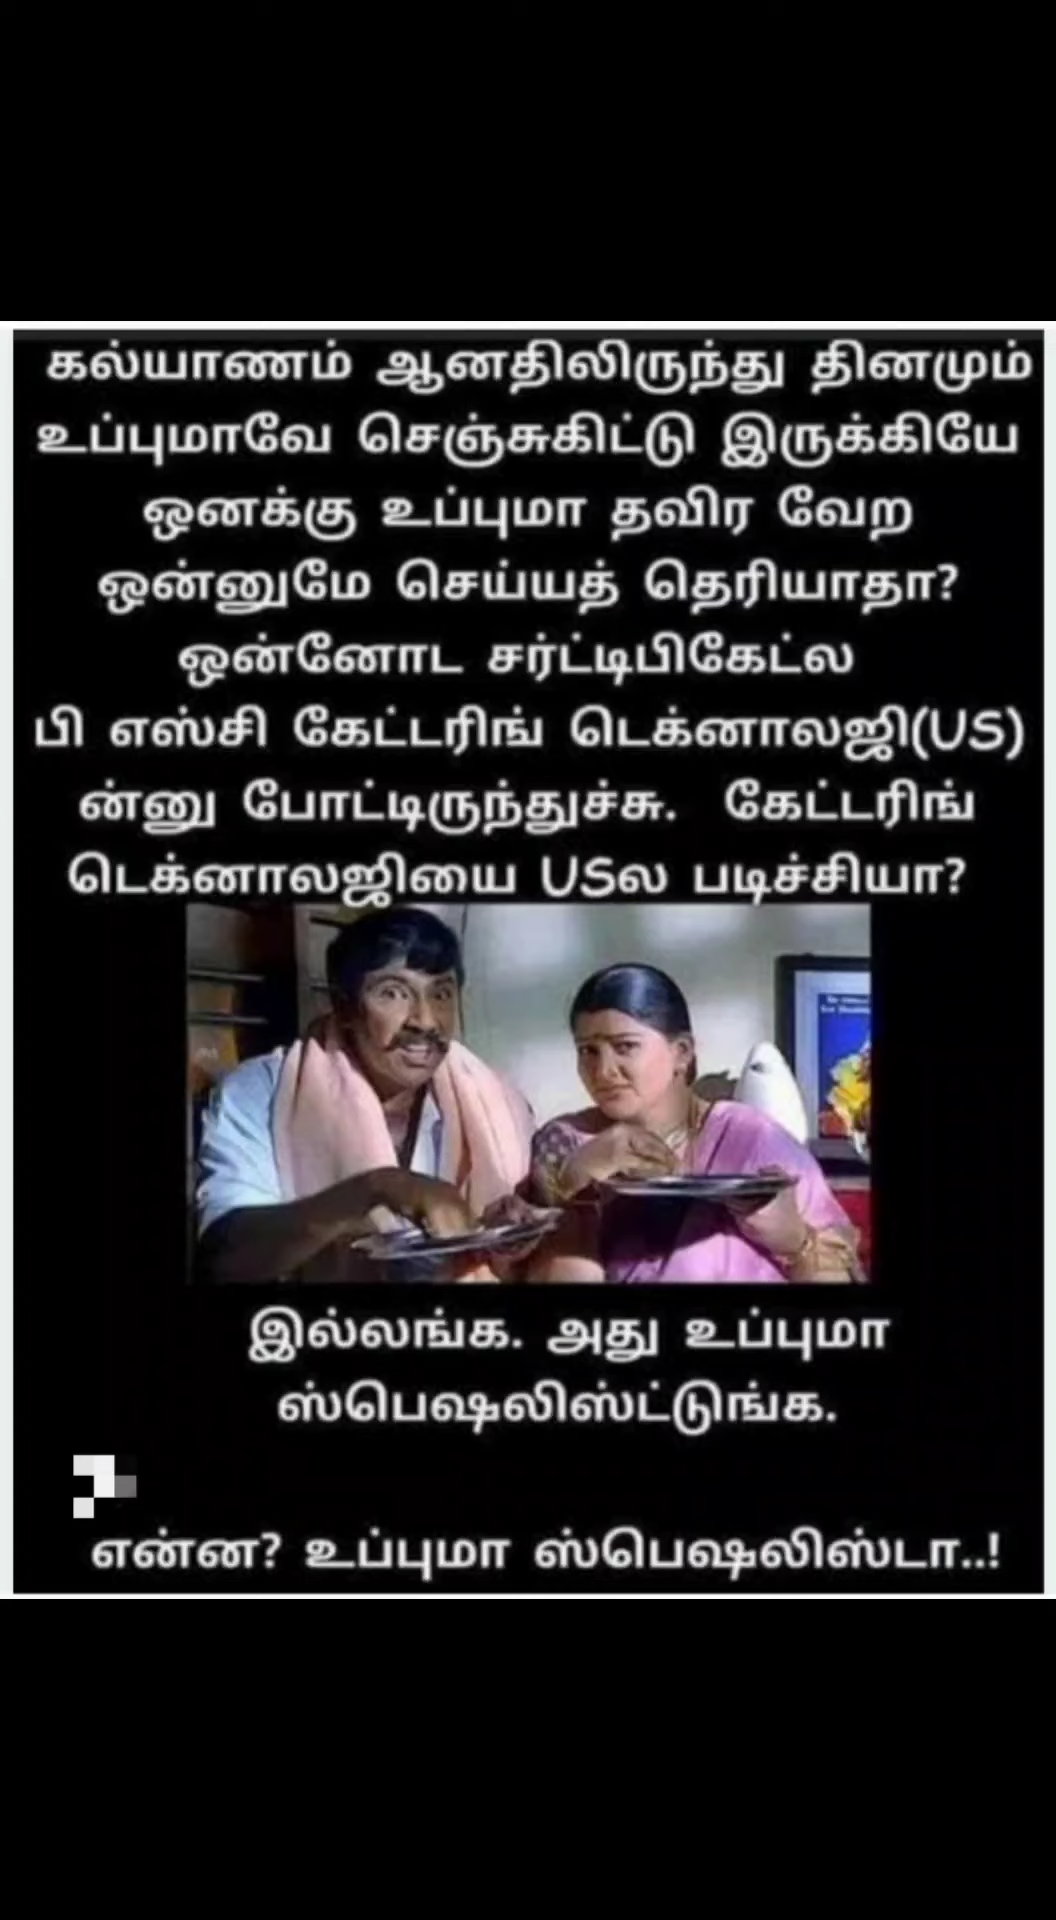 கல்யாணம் ஆனதிலிருந்து தினமும்
உப்புமாவே செஞ்சுகிட்டு இருக்கியே
ஒனக்கு உப்புமா தவிர வேற
ஒன்னுமே செய்யத் தெரியாதா?
ஒன்னோட சர்ட்டிபிகேட்ல
பி எஸ்சி கேட்டரிங் டெக்னாலஜி(US)
ன்னு போட்டிருந்துச்சு. கேட்டரிங்
டெக்னாலஜியை USல படிச்சியா?
இல்லங்க. அது உப்புமா
ஸ்பெஷலிஸ்ட்டுங்க.
என்ன? உப்புமா ஸ்பெஷலிஸ்டா..!